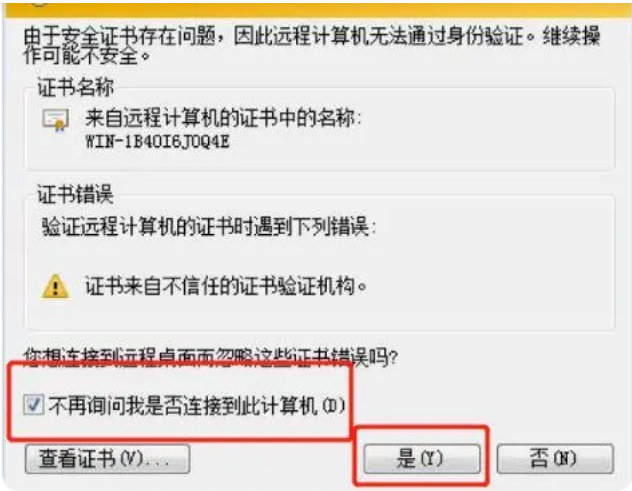 由于安全证书存在问题，因此远程计算机无法通过身份验证。继续操
作可能不安全。
证书名称
来自远程计算机的证书中的名称：
WIN-1B40I6J0Q4E
证书错误
验证远程计算机的证书时遇到下列错误：
证书来自不信任的证书验证机构。
您想连接到远程桌面而忽略这些证书错误吗？
不再询问我是否连接到此计算机(D)
查看证书(V)... 是(Y) 否(N)